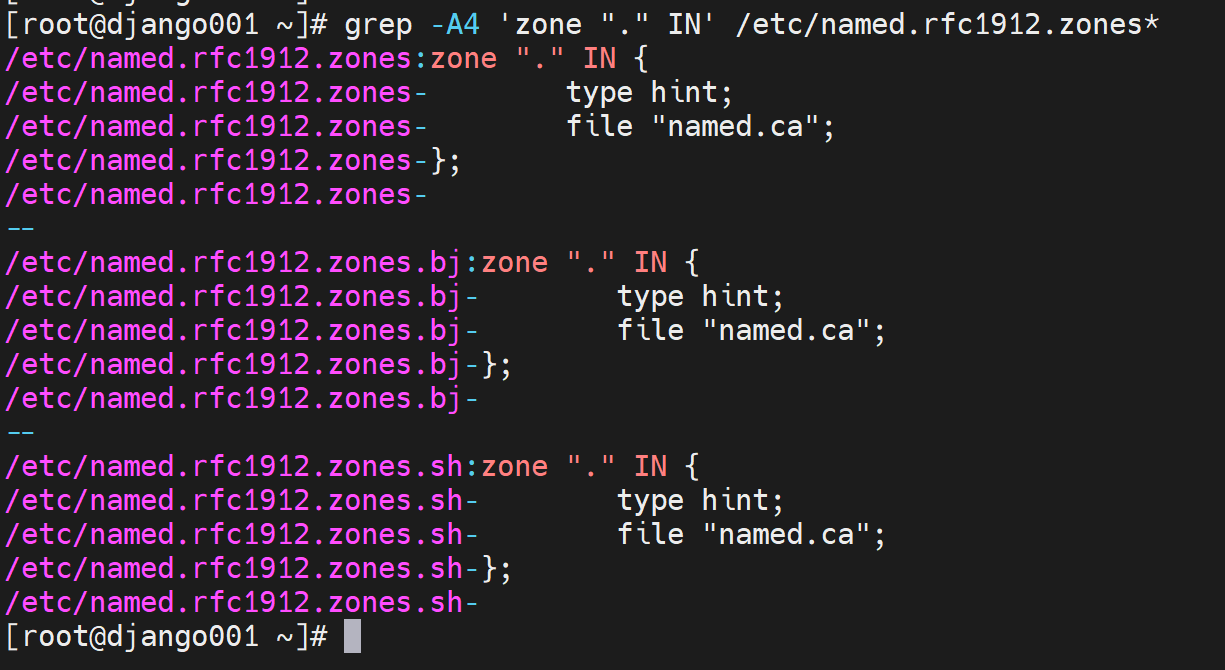 [root@django001 ~]# grep -A4 'zone "." IN' /etc/named.rfc1912.zones*
/etc/named.rfc1912.zones:zone "." IN {
/etc/named.rfc1912.zones-        type hint;
/etc/named.rfc1912.zones-        file "named.ca";
/etc/named.rfc1912.zones-};
/etc/named.rfc1912.zones-
--
/etc/named.rfc1912.zones.bj:zone "." IN {
/etc/named.rfc1912.zones.bj-        type hint;
/etc/named.rfc1912.zones.bj-        file "named.ca";
/etc/named.rfc1912.zones.bj-};
/etc/named.rfc1912.zones.bj-
--
/etc/named.rfc1912.zones.sh:zone "." IN {
/etc/named.rfc1912.zones.sh-        type hint;
/etc/named.rfc1912.zones.sh-        file "named.ca";
/etc/named.rfc1912.zones.sh-};
/etc/named.rfc1912.zones.sh-
[root@django001 ~]#